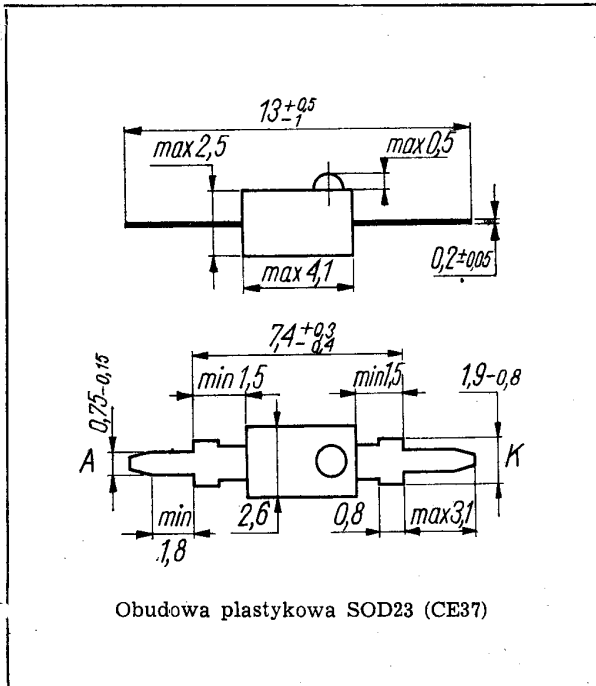 13 +0,5 -1
max 2,5
max 0,5
max 4,1
0,2±0,05
7,4 +0,3 -0,4
min 1,5
min 1,5
1,9-0,8
0,75-0,15
A
K
min 1,8
2,6
0,8
max 3,1
Obudowa plastykowa SOD23 (CE37)